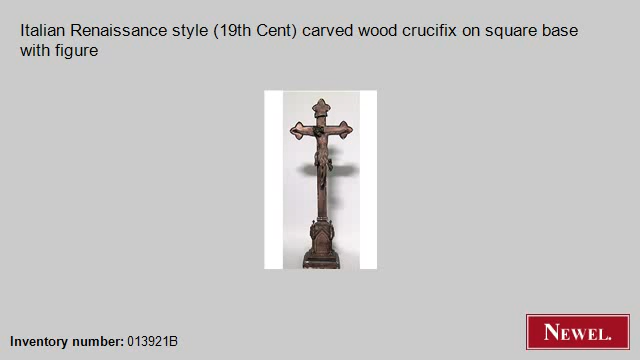 Italian Renaissance style (19th Cent) carved wood crucifix on square base
with figure
NEWEL.
Inventory number: 013921B